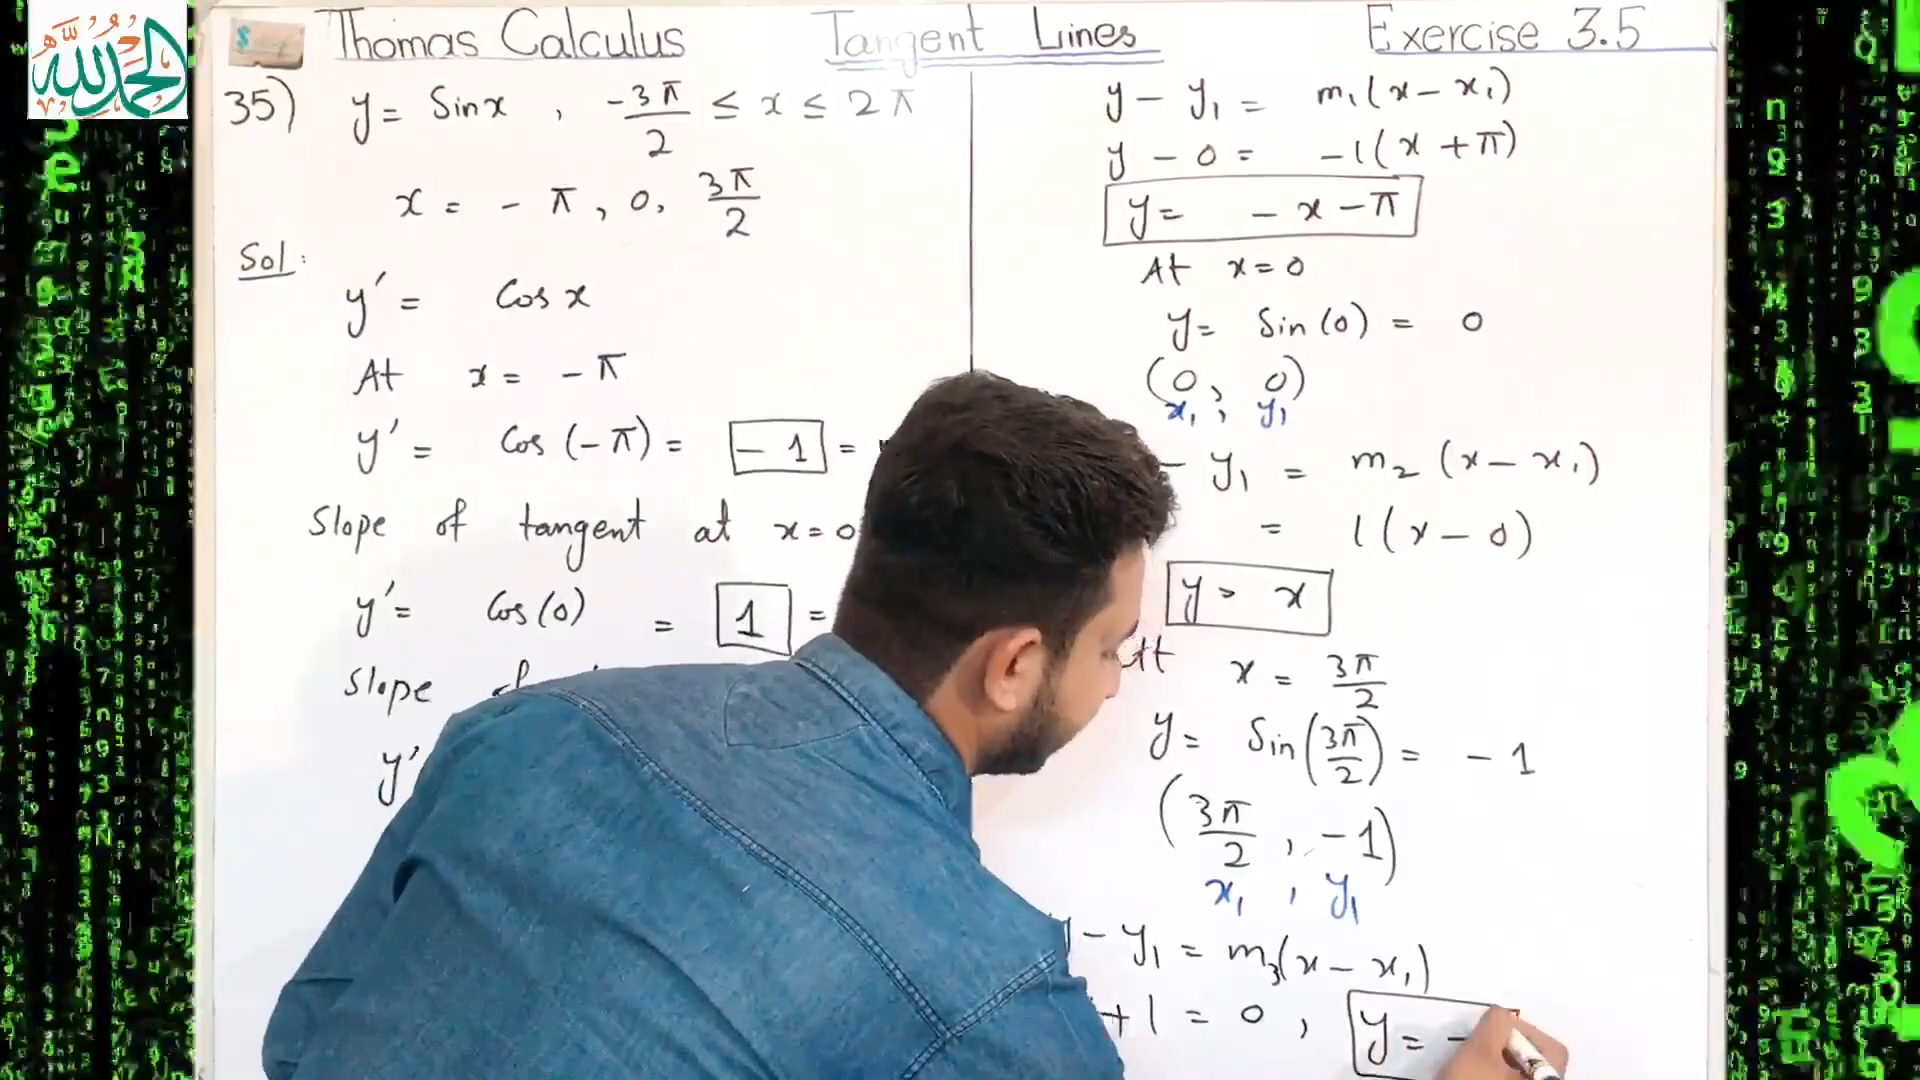 الحمدلله
Thomas Calculus Tangent Lines Exercise 3.5
35) y = Sin x , -3π/2 ≤ x ≤ 2π
x = - π , 0, 3π/2
Sol:
y' = Cos x
At x = - π
y' = Cos (-π) = - 1 =
Slope of tangent at x = 0
y' = Cos(0) = 1 =
Slope
y'
y - y₁ = m₁(x - x₁)
y - 0 = -1(x + π)
y = - x - π
At x = 0
y = Sin(0) = 0
(0, 0)
x₁, y₁
- y₁ = m₂(x - x₁)
= 1(x - 0)
y = x
At x = 3π/2
y = Sin(3π/2) = - 1
(3π/2, -1)
x₁, y₁
y - y₁ = m₃(x - x₁)
+ 1 = 0, y = -